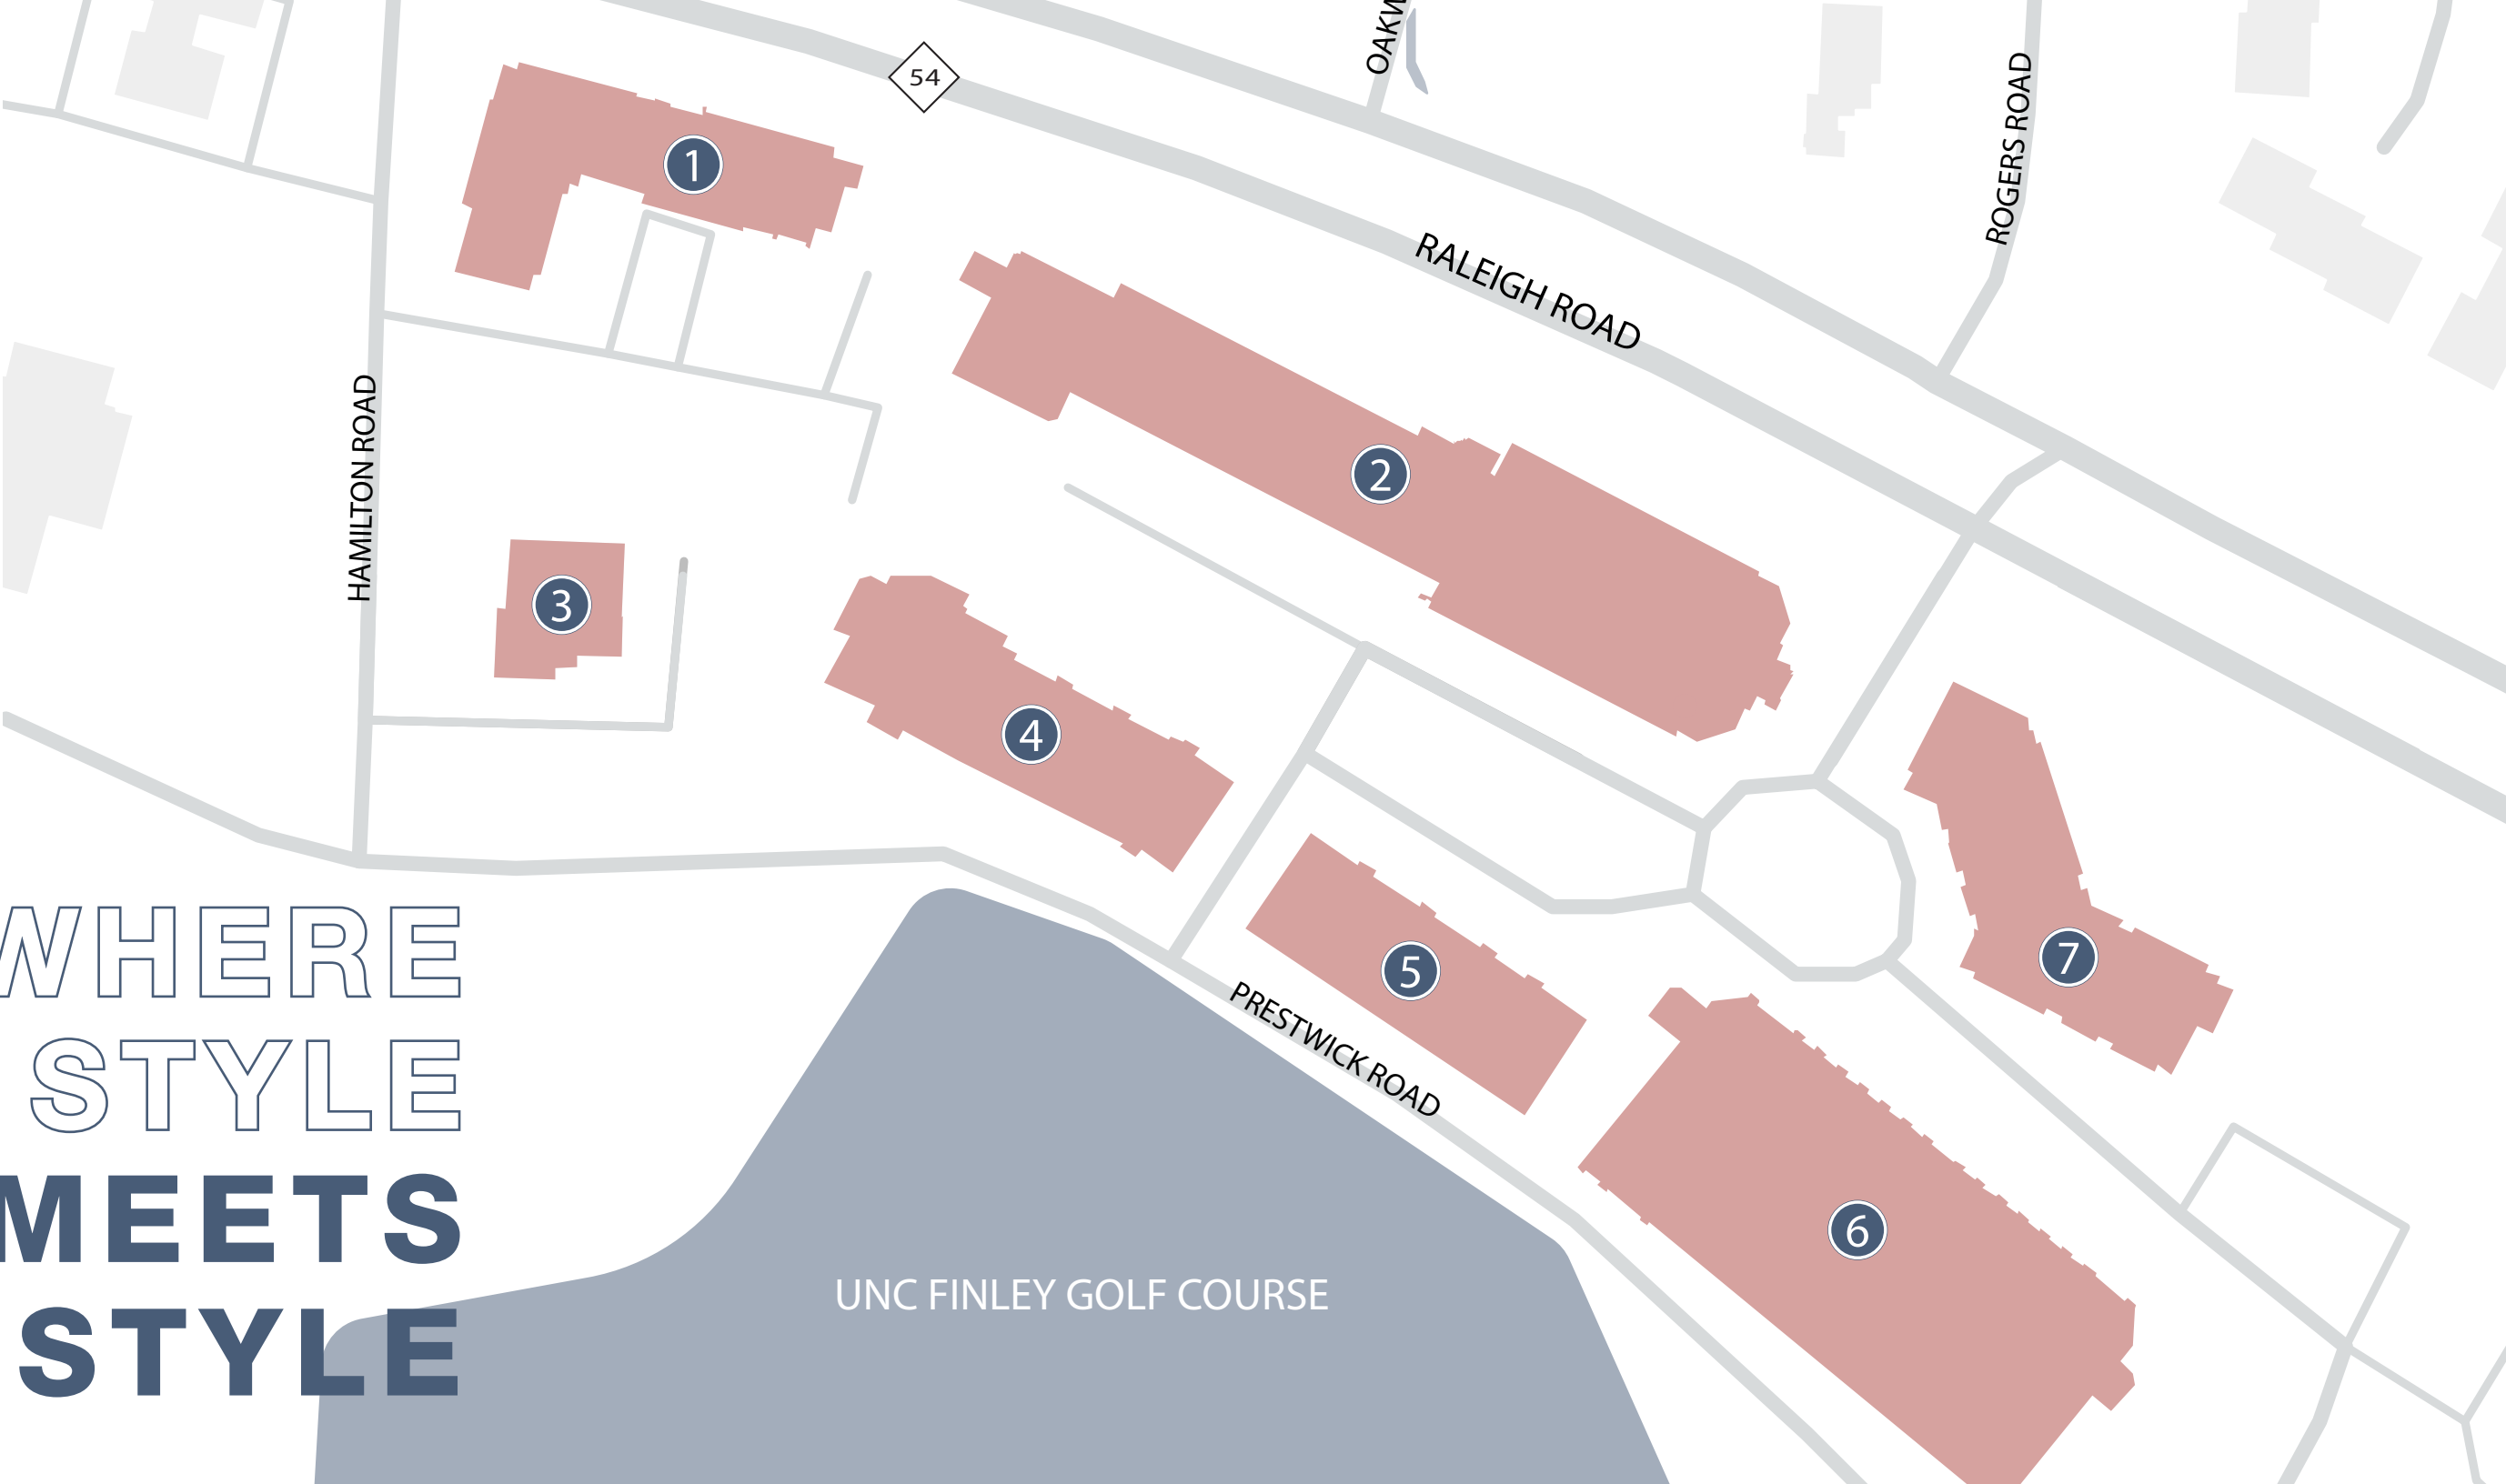 OAKW
54
ROGERS ROAD
1
RALEIGH ROAD
2
HAMILTON ROAD
3
4
5
7
PRESTWICK ROAD
6
WHERE
STYLE
MEETS
STYLE
UNC FINLEY GOLF COURSE